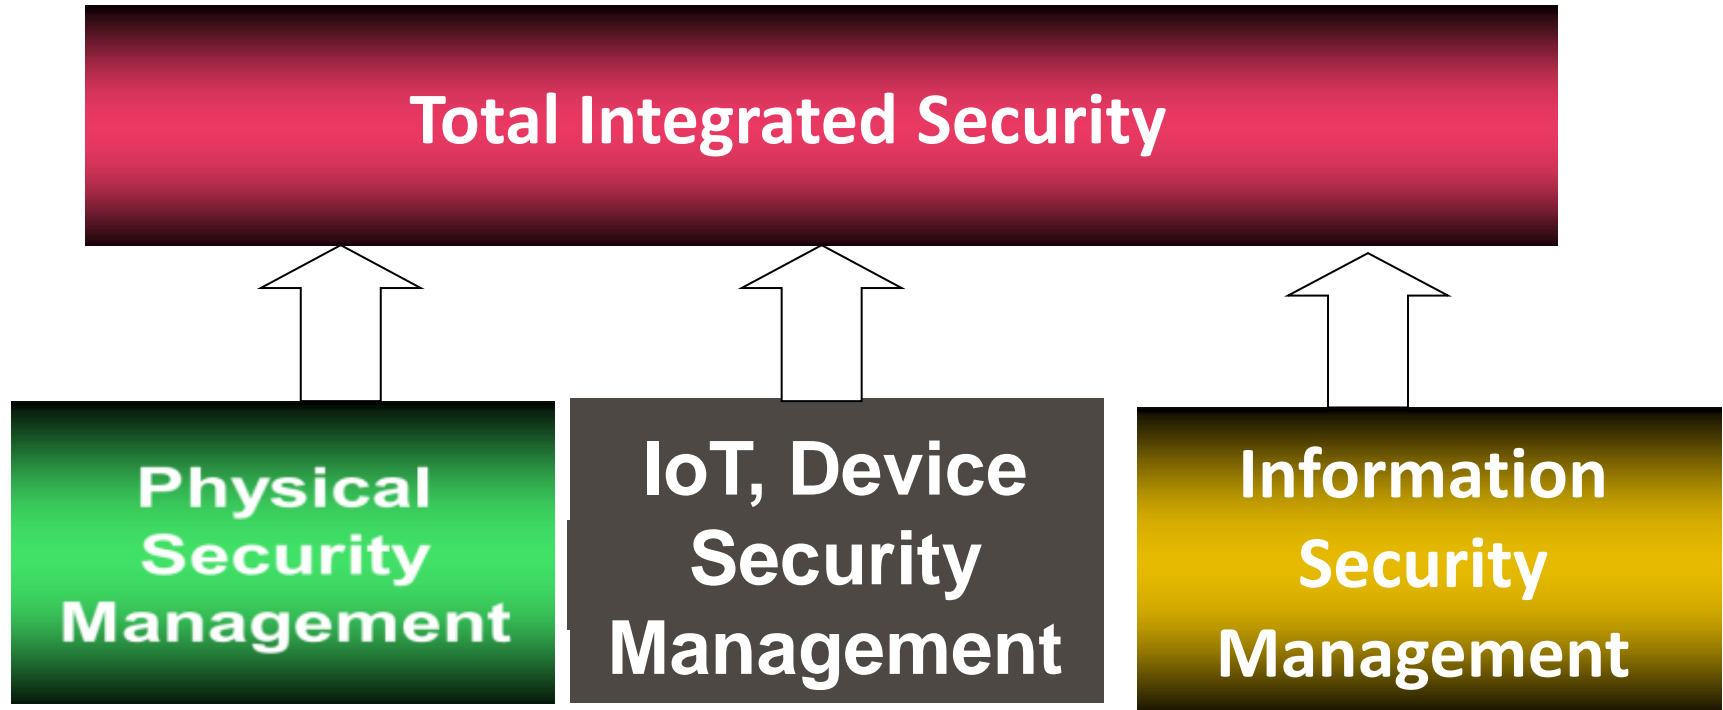 Total Integrated Security
Physical
Security
Management
IoT, Device
Security
Management
Information
Security
Management